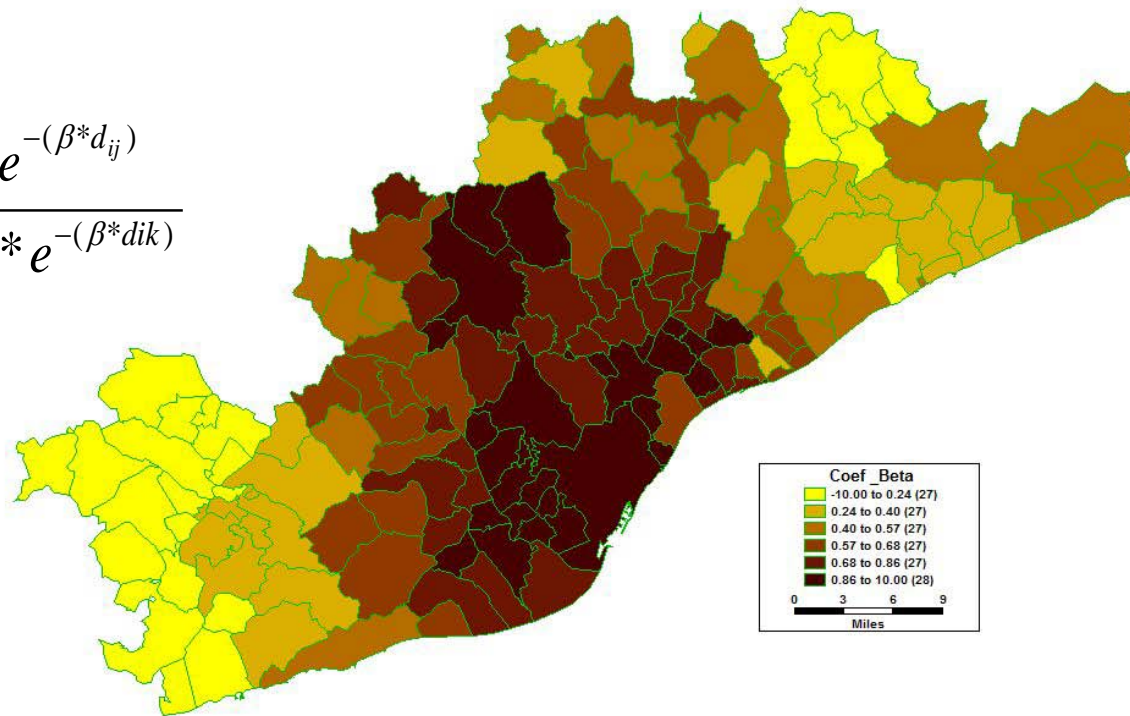 e^{-(β*d_{ij})}
* e^{-(β*dik)}
Coef _Beta
-10.00 to 0.24 (27)
0.24 to 0.40 (27)
0.40 to 0.57 (27)
0.57 to 0.68 (27)
0.68 to 0.86 (27)
0.86 to 10.00 (28)
0 3 6 9
Miles